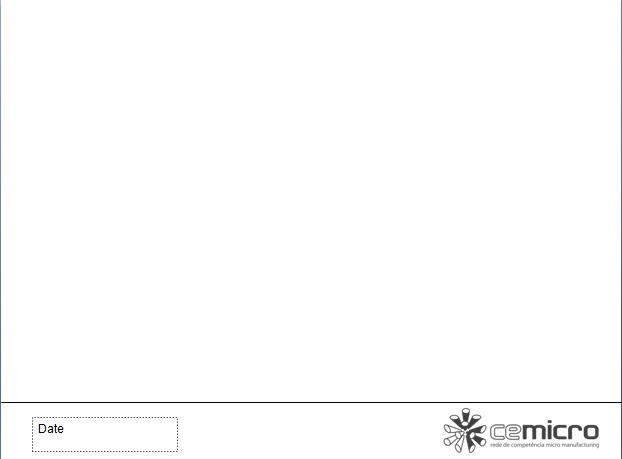 Date
cemicro
rede de competência micro manufacturing